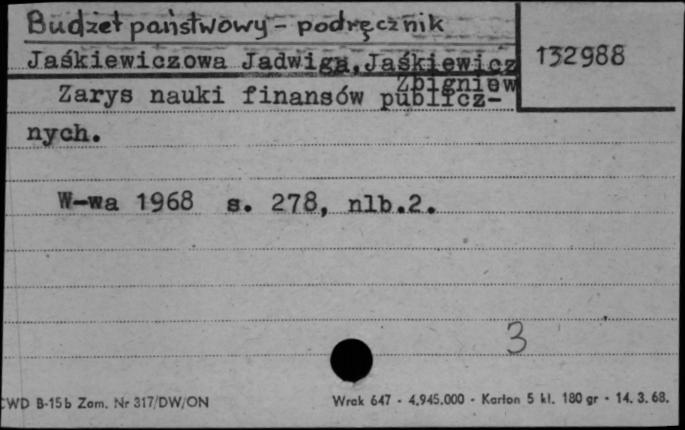 Budżet państwowy - podręcznik
132988
Jaśkiewiczowa Jadwiga, Jaśkiewicz
Zbigniew
Zarys nauki finansów publicz-
nych.
W-wa 1968 s. 278, nlb.2.
3
CWD B-15b Zam. Nr 317/DW/ON
Wrak 647 - 4.945.000 - Karton 5 kl. 180 gr - 14. 3. 68.